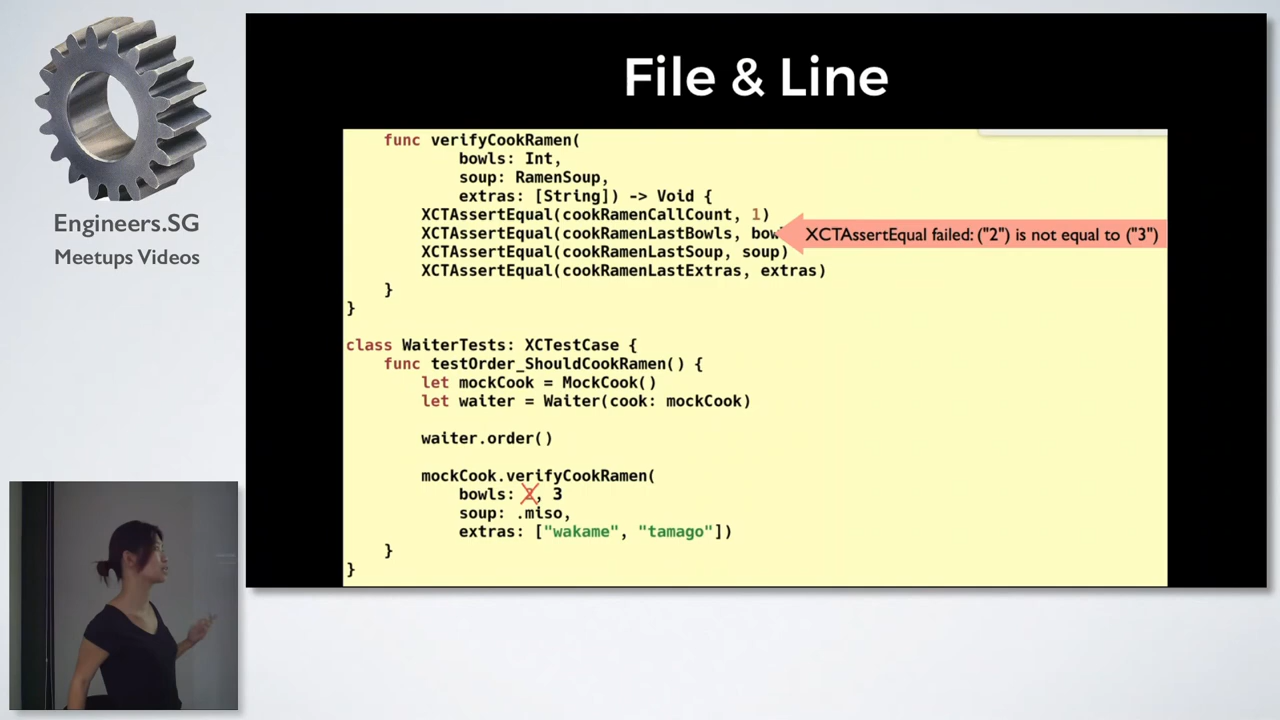 File & Line
func verifyCookRamen(
bowls: Int,
soup: RamenSoup,
extras: [String]) -> Void {
XCTAssertEqual(cookRamenCallCount, 1)
XCTAssertEqual(cookRamenLastBowls, bow
XCTAssertEqual failed: ("2") is not equal to ("3")
XCTAssertEqual(cookRamenLastSoup, soup)
XCTAssertEqual(cookRamenLastExtras, extras)
}
}
class WaiterTests: XCTestCase {
func testOrder_ShouldCookRamen() {
let mockCook = MockCook()
let waiter = Waiter(cook: mockCook)
waiter.order()
mockCook.verifyCookRamen(
bowls: 2, 3
soup: .miso,
extras: ["wakame", "tamago"])
}
}
Engineers.SG
Meetups Videos